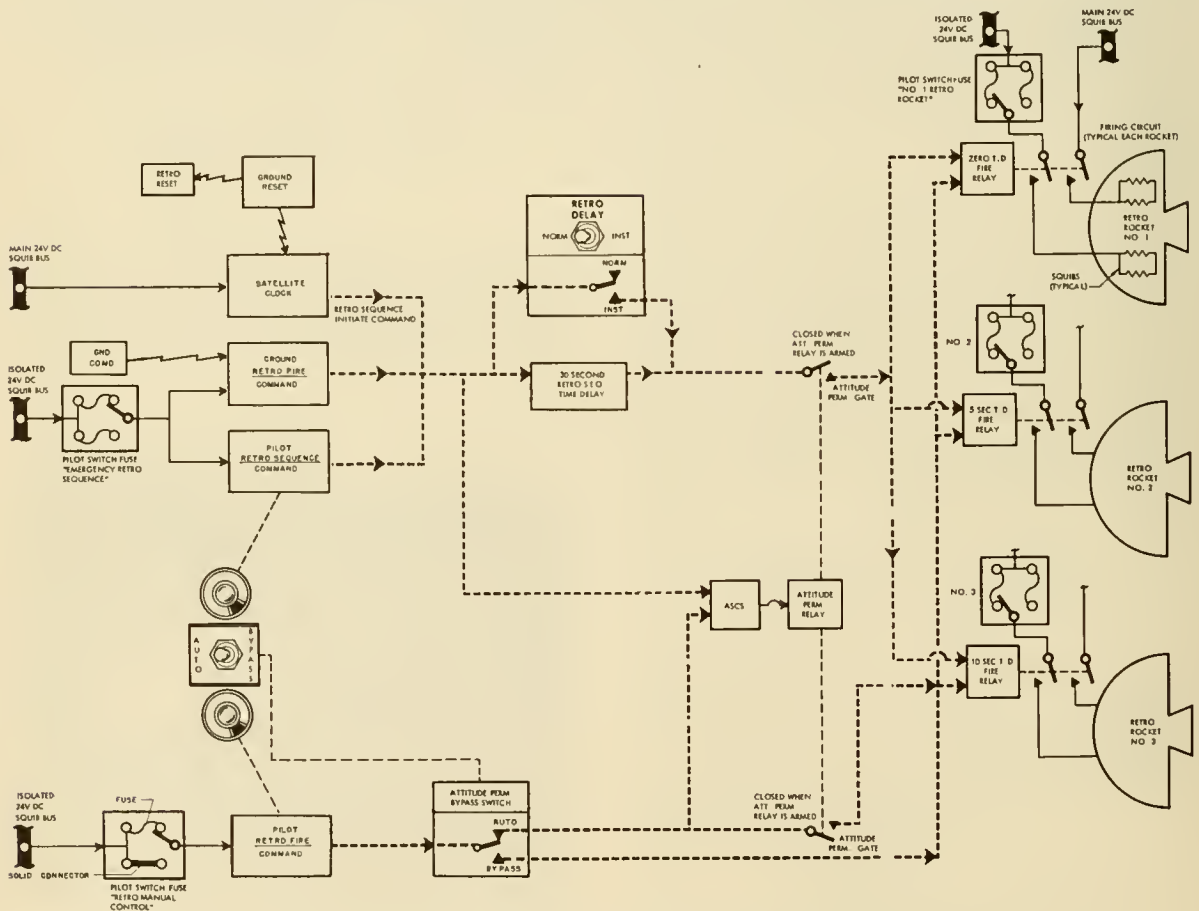 ISOLATED
24V DC
SQUIB BUS
MAIN 24V DC
SQUIB BUS
PILOT SWITCH FUSE
"NO. 1 RETRO
ROCKET"
FIRING CIRCUIT
(TYPICAL EACH ROCKET)
ZERO T.D
FIRE
RELAY
RETRO
ROCKET
NO. 1
SQUIBS
(TYPICAL)
RETRO
RESET
GROUND
RESET
MAIN 24V DC
SQUIB BUS
SATELLITE
CLOCK
RETRO SEQUENCE
INITIATE COMMAND
RETRO
DELAY
NORM
INST
NORM
INST
GND
COMD
GROUND
RETRO FIRE
COMMAND
ISOLATED
24V DC
SQUIB BUS
PILOT SWITCH FUSE
"EMERGENCY RETRO
SEQUENCE"
PILOT
RETRO SEQUENCE
COMMAND
30 SECOND
RETRO SEQ
TIME DELAY
CLOSED WHEN
ATT PERM
RELAY IS ARMED
ATTITUDE
PERM GATE
NO. 2
5 SEC T D
FIRE
RELAY
RETRO
ROCKET
NO. 2
AUTO
BYPASS
ASCS
ATTITUDE
PERM
RELAY
NO. 3
10 SEC T D
FIRE
RELAY
RETRO
ROCKET
NO 3
ISOLATED
24V DC
SQUIB BUS
FUSE
SOLID CONNECTOR
PILOT SWITCH FUSE
"RETRO MANUAL
CONTROL"
PILOT
RETRO FIRE
COMMAND
ATTITUDE PERM
BYPASS SWITCH
AUTO
BYPASS
CLOSED WHEN
ATT PERM
RELAY IS ARMED
ATTITUDE
PERM. GATE